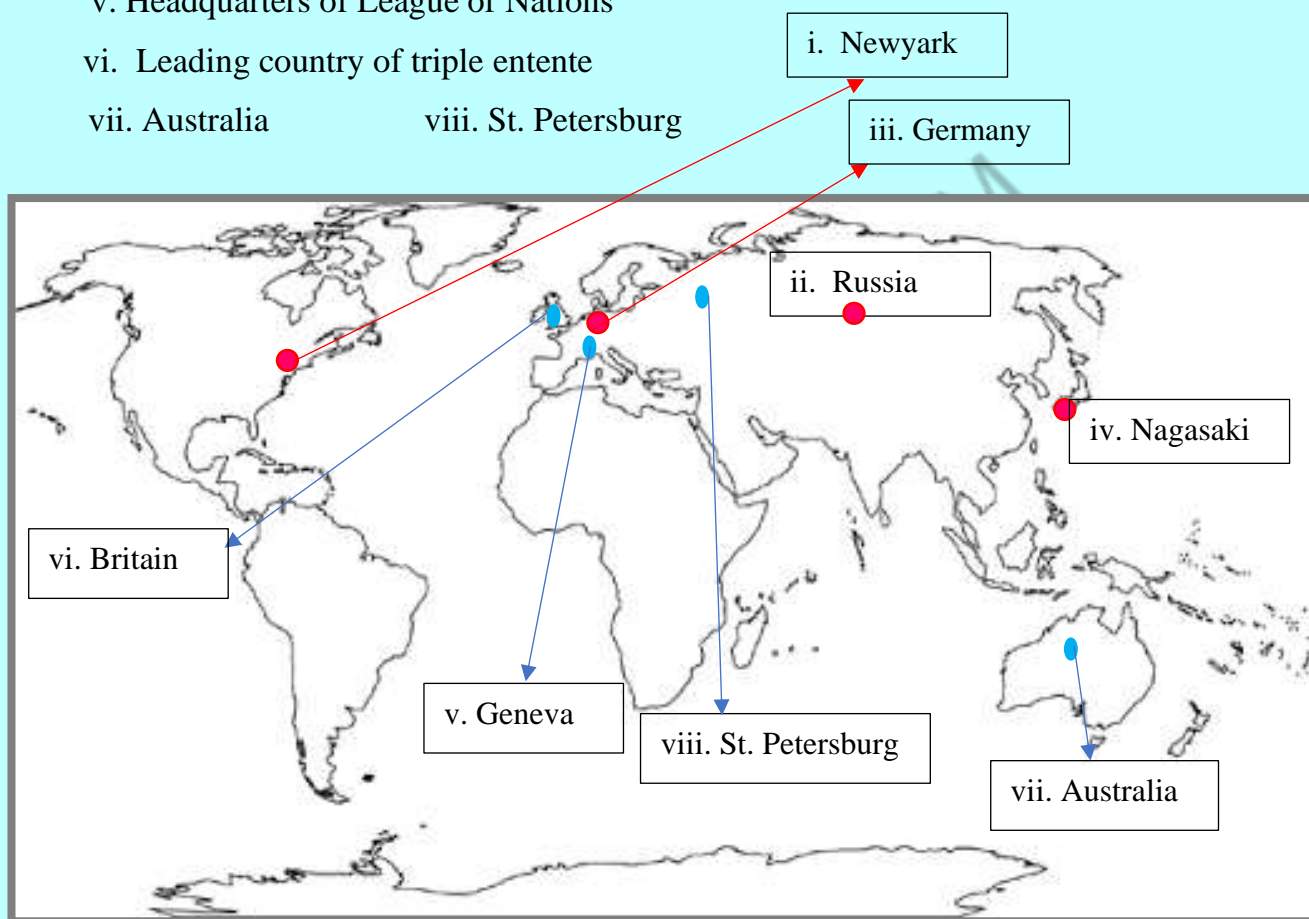 v. Headquarters of League of Nations
i. Newyark
vi. Leading country of triple entente
vii. Australia viii. St. Petersburg
iii. Germany
M
ii. Russia
iv. Nagasaki
vi. Britain
v. Geneva
viii. St. Petersburg
vii. Australia